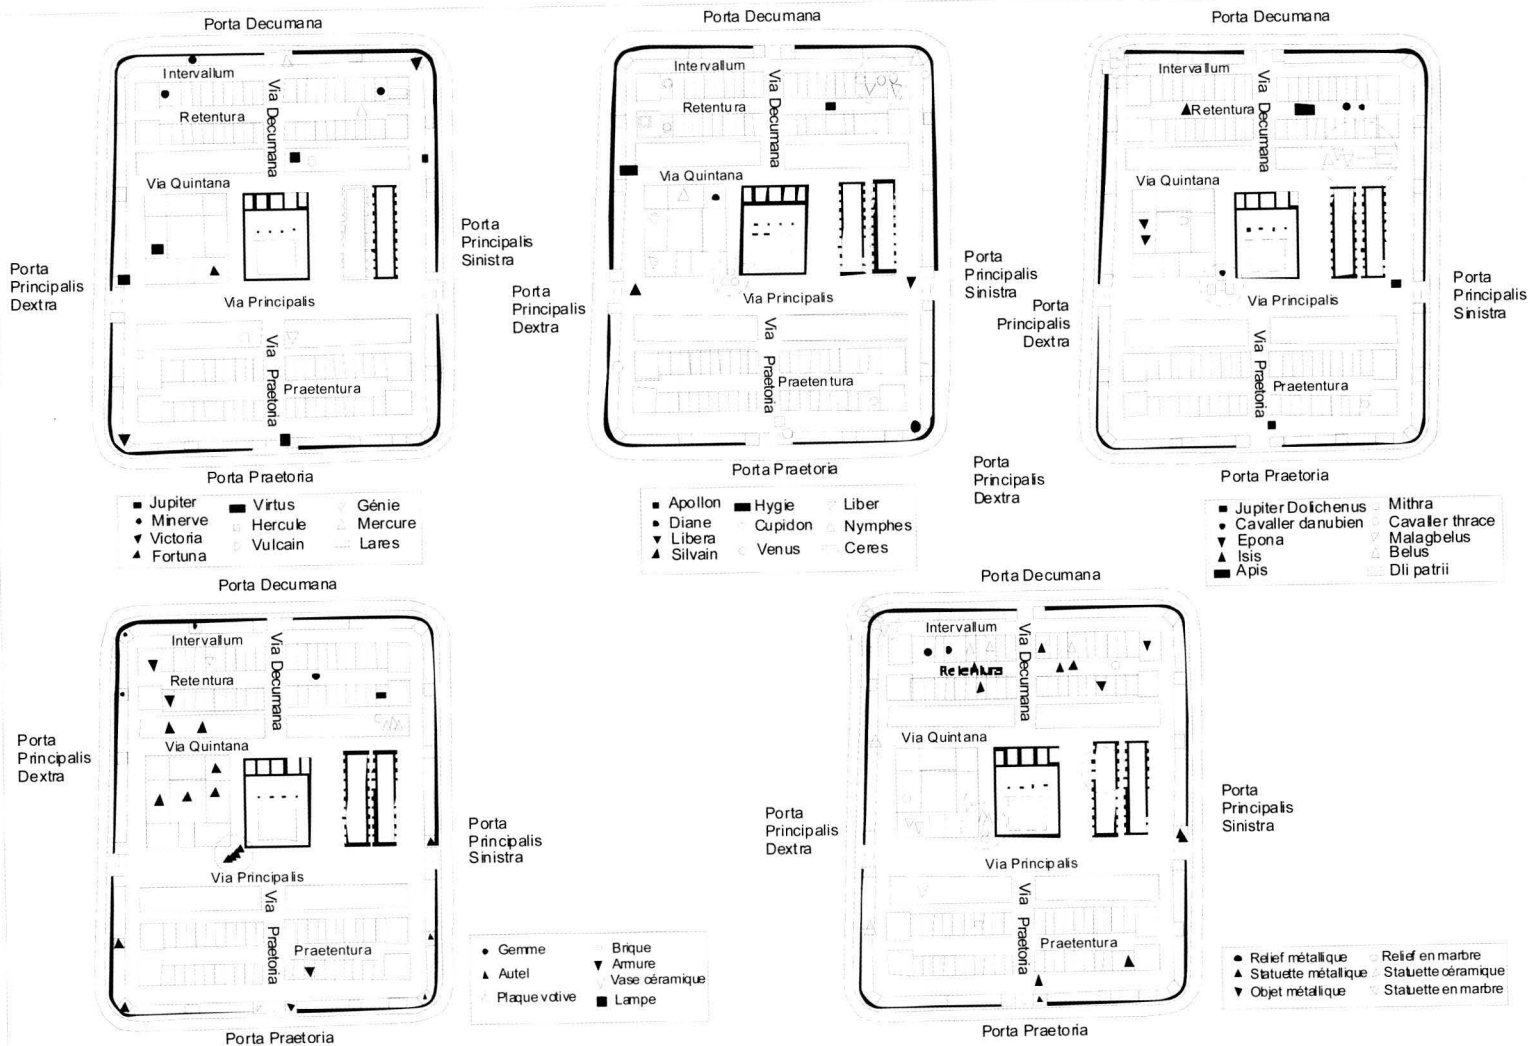 Porta Decumana
Intervallum
Via Decumana
Retentura
Via Quintana
Porta
Principalis
Sinistra
Porta
Principalis
Dextra
Via Principalis
Via Praetoria
Praetentura
Porta Praetoria
Jupiter
Minerve
Victoria
Fortuna
Virtus
Hercule
Vulcain
Génie
Mercure
Lares
Porta Decumana
Intervallum
Via Decumana
Retentura
Via Quintana
Porta
Principalis
Sinistra
Porta
Principalis
Dextra
Via Principalis
Via Praetoria
Praetentura
Porta Praetoria
Apollon
Diane
Libera
Silvain
Hygie
Cupidon
Venus
Liber
Nymphes
Ceres
Porta Decumana
Intervallum
Via Decumana
Retentura
Via Quintana
Porta
Principalis
Sinistra
Porta
Principalis
Dextra
Via Principalis
Via Praetoria
Praetentura
Porta
Principalis
Dextra
Porta Praetoria
Jupiter Dolichenus
Cavaller danubien
Epona
Isis
Apis
Mithra
Cavaller thrace
Malagbelus
Belus
Dli patrii
Porta Decumana
Intervallum
Via Decumana
Retentura
Via Quintana
Porta
Principalis
Dextra
Porta
Principalis
Sinistra
Via Principalis
Via Praetoria
Praetentura
Porta Praetoria
Gemme
Autel
Plaque votive
Brique
Armure
Vase céramique
Lampe
Porta Decumana
Intervallum
Via Decumana
Retentura
Via Quintana
Porta
Principalis
Dextra
Porta
Principalis
Sinistra
Via Principalis
Via Praetoria
Praetentura
Porta Praetoria
Relief métallique
Statuette métallique
Objet métallique
Relief en marbre
Statuette céramique
Statuette en marbre